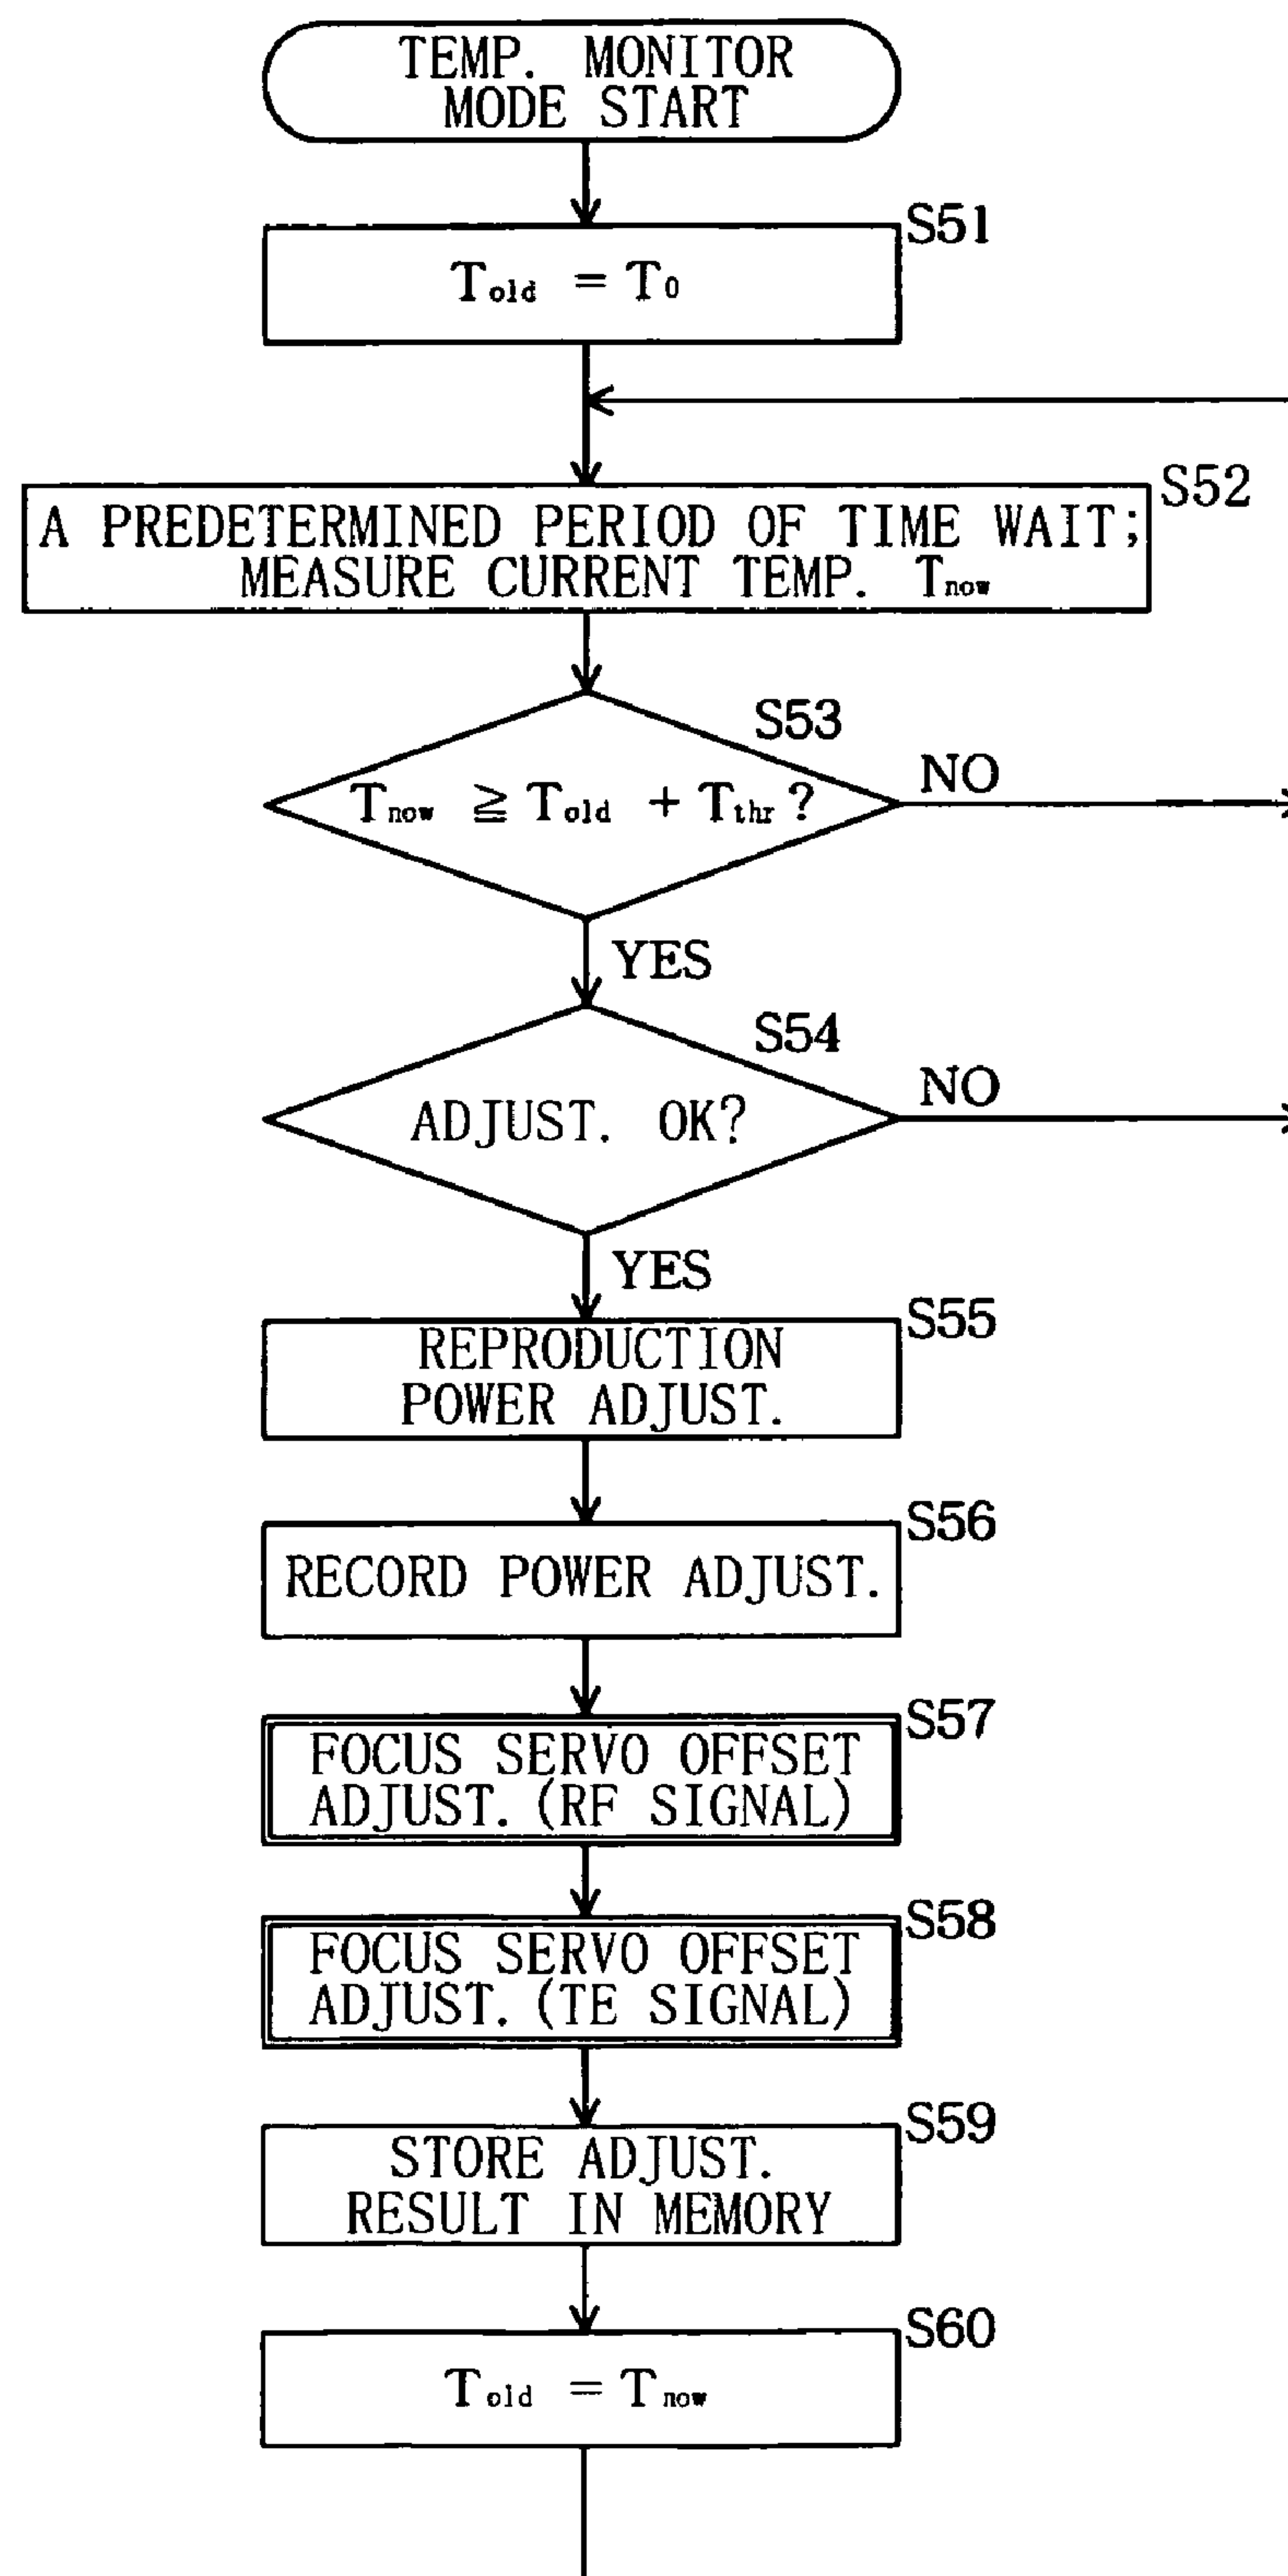 TEMP. MONITOR
MODE START
S51
Told = T0
S52
A PREDETERMINED PERIOD OF TIME WAIT;
MEASURE CURRENT TEMP. Tnow
S53
Tnow ≧ Told + Tthr?
NO
YES
S54
ADJUST. OK?
NO
YES
S55
REPRODUCTION
POWER ADJUST.
S56
RECORD POWER ADJUST.
S57
FOCUS SERVO OFFSET
ADJUST. (RF SIGNAL)
S58
FOCUS SERVO OFFSET
ADJUST. (TE SIGNAL)
S59
STORE ADJUST.
RESULT IN MEMORY
S60
Told = Tnow